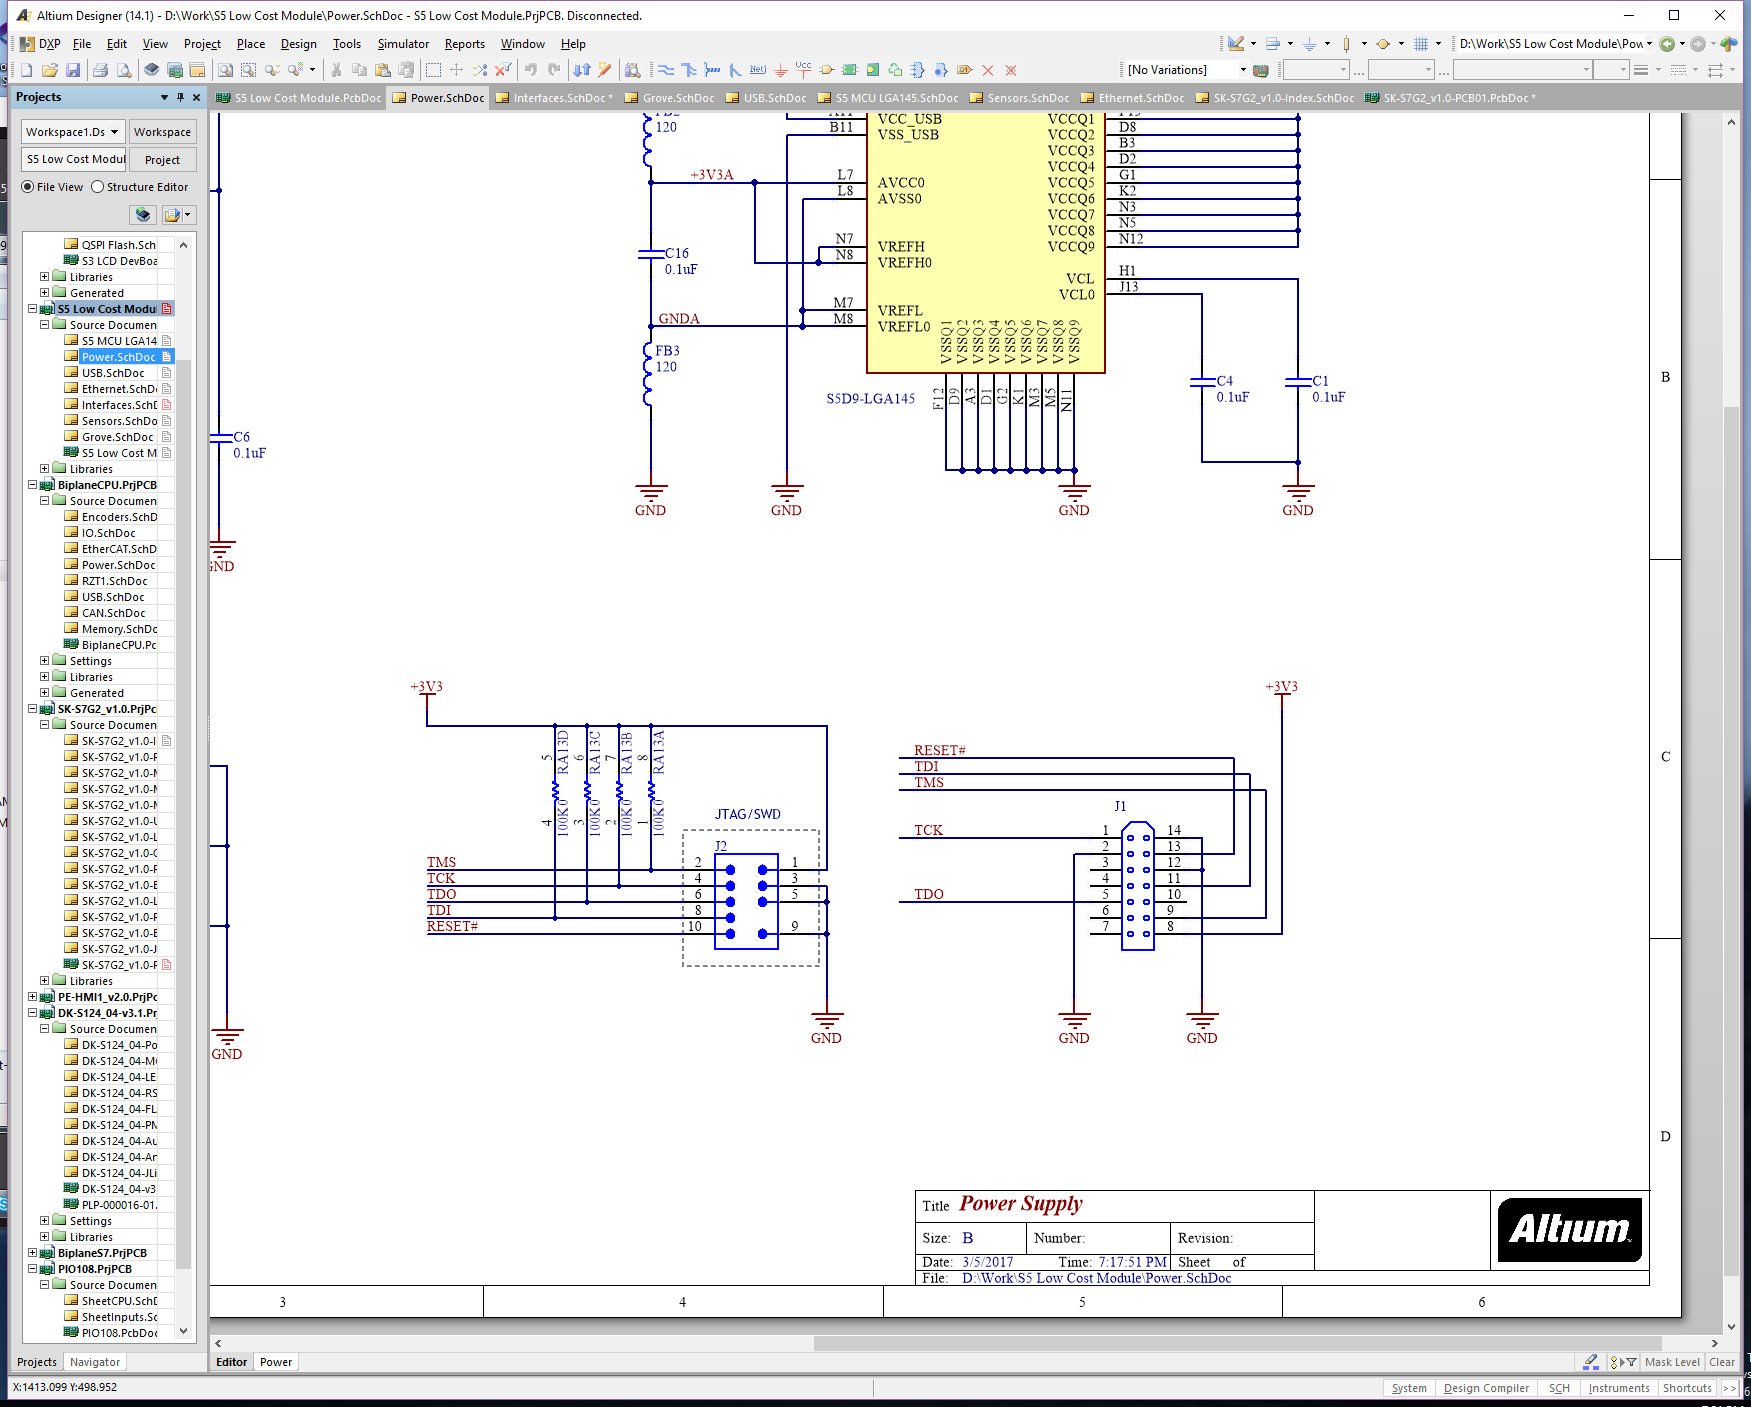 Altium Designer (14.1) - D:\Work\S5 Low Cost Module\Power.SchDoc - S5 Low Cost Module.PrjPCB. Disconnected.
DXP File Edit View Project Place Design Tools Simulator Reports Window Help D:\Work\S5 Low Cost Module\Pow
[No Variations]
Projects
S5 Low Cost Module.PcbDoc Power.SchDoc Interfaces.SchDoc * Grove.SchDoc USB.SchDoc S5 MCU LGA145.SchDoc Sensors.SchDoc Ethernet.SchDoc SK-S7G2_v1.0-Index.SchDoc SK-S7G2_v1.0-PCB01.PcbDoc *
Workspace1.Ds Workspace
S5 Low Cost Modul Project
File View Structure Editor
QSPI Flash.Sch
S3 LCD DevBoa
Libraries
Generated
S5 Low Cost Modu
Source Documen
S5 MCU LGA14
Power.SchDoc
USB.SchDoc
Ethernet.SchD
Interfaces.SchD
Sensors.SchDo
Grove.SchDoc
S5 Low Cost M
Libraries
BiplaneCPU.PrjPCB
Source Documen
Encoders.SchD
IO.SchDoc
EtherCAT.SchD
Power.SchDoc
RZT1.SchDoc
USB.SchDoc
CAN.SchDoc
Memory.SchDo
BiplaneCPU.Pc
Settings
Libraries
Generated
SK-S7G2_v1.0.PrjPc
Source Documen
SK-S7G2_v1.0-I
SK-S7G2_v1.0-F
SK-S7G2_v1.0-M
SK-S7G2_v1.0-M
SK-S7G2_v1.0-M
SK-S7G2_v1.0-U
SK-S7G2_v1.0-L
SK-S7G2_v1.0-C
SK-S7G2_v1.0-P
SK-S7G2_v1.0-E
SK-S7G2_v1.0-L
SK-S7G2_v1.0-P
SK-S7G2_v1.0-E
SK-S7G2_v1.0-J
SK-S7G2_v1.0-P
Libraries
PE-HMI1_v2.0.PrjPc
DK-S124_04-v3.1.Prj
Source Documen
DK-S124_04-Po
DK-S124_04-M
DK-S124_04-LE
DK-S124_04-RS
DK-S124_04-FL
DK-S124_04-PM
DK-S124_04-Au
DK-S124_04-An
DK-S124_04-JLi
DK-S124_04-v3
PLP-000016-01.
Settings
Libraries
BiplaneS7.PrjPCB
PIO108.PrjPCB
Source Documen
SheetCPU.SchD
SheetInputs.Sc
PIO108.PcbDoc
Projects Navigator
120
B11
VCC_USB
VSS_USB
+3V3A
L7 AVCC0
L8 AVSS0
N7 VREFH
N8 VREFH0
M7 VREFL
M8 VREFL0
C16
0.1uF
GNDA
FB3
120
VCCQ1
VCCQ2 D8
VCCQ3 B3
VCCQ4 D2
VCCQ5 G1
VCCQ6 K2
VCCQ7 N3
VCCQ8 N5
VCCQ9 N12
VCL H1
VCL0 J13
VSSQ1 VSSQ2 VSSQ3 VSSQ4 VSSQ5 VSSQ6 VSSQ7 VSSQ8 VSSQ9
F12 D9 A3 D1 G2 K1 M3 M5 N11
S5D9-LGA145
C4
0.1uF
C1
0.1uF
B
C6
0.1uF
GND GND GND GND
GND
+3V3
RA13D RA13C RA13B RA13A
5 6 7 8
4 3 2 1
100K0 100K0 100K0 100K0
JTAG/SWD
J2
TMS 2 1
TCK 4 3
TDO 6 5
TDI 8
RESET# 10 9
GND
GND
+3V3
RESET#
TDI
TMS
TCK
TDO
J1
1 14
2 13
3 12
4 11
5 10
6 9
7 8
GND GND
C
D
Title Power Supply
Size: B Number: Revision:
Date: 3/5/2017 Time: 7:17:51 PM Sheet of
File: D:\Work\S5 Low Cost Module\Power.SchDoc
Altium
3 4 5 6
Editor Power
Mask Level Clear
X:1413.099 Y:498.952
System Design Compiler SCH Instruments Shortcuts >>